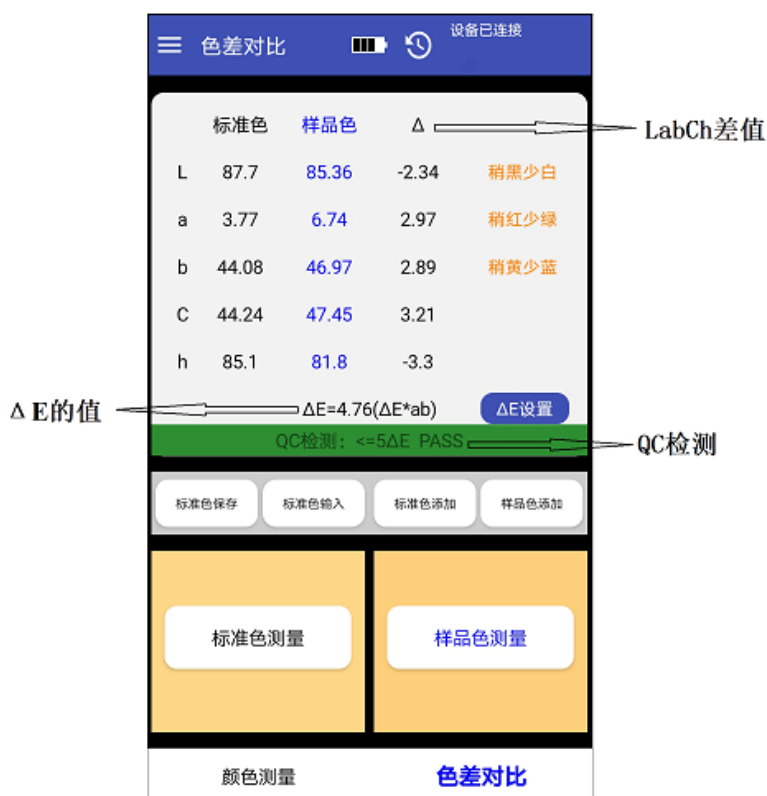 色差对比 设备已连接
标准色 样品色 Δ LabCh差值
L 87.7 85.36 -2.34 稍黑少白
a 3.77 6.74 2.97 稍红少绿
b 44.08 46.97 2.89 稍黄少蓝
C 44.24 47.45 3.21
h 85.1 81.8 -3.3
ΔE的值 ΔE=4.76(ΔE*ab) ΔE设置
QC检测：<=5ΔE PASS QC检测
标准色保存 标准色输入 标准色添加 样品色添加
标准色测量 样品色测量
颜色测量 色差对比